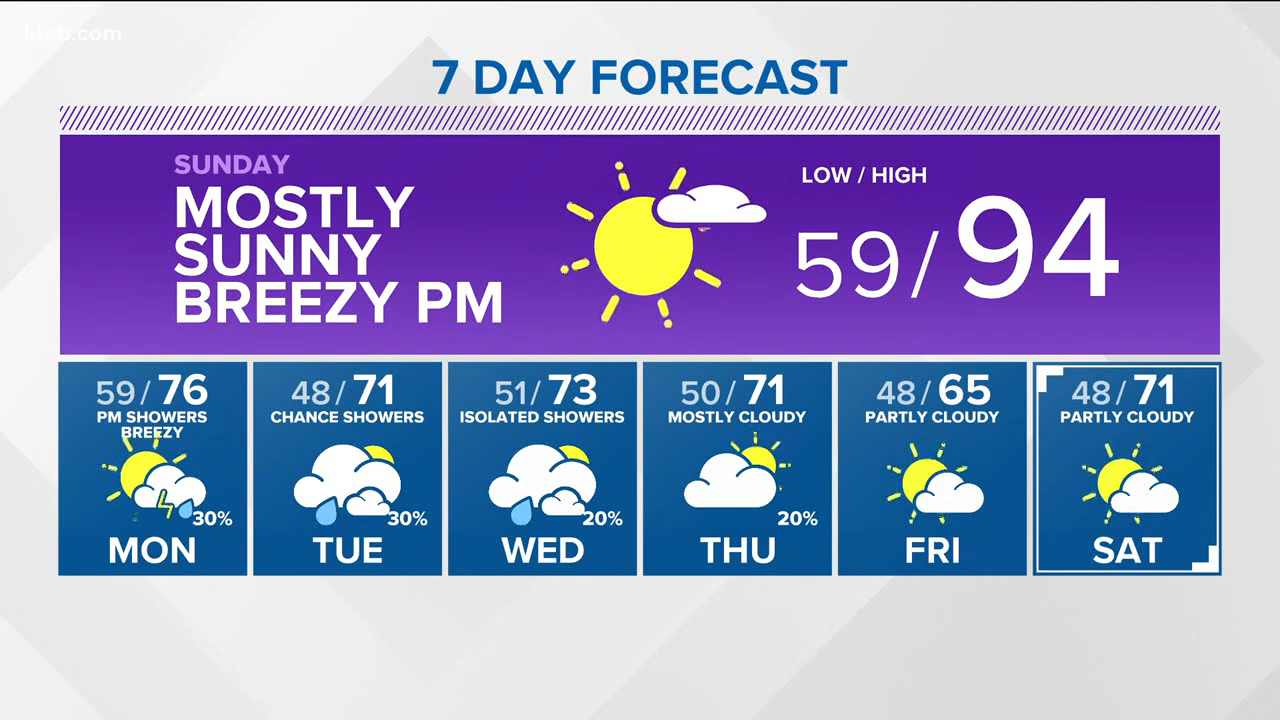 ktvb.com
7 DAY FORECAST
SUNDAY
MOSTLY
SUNNY
BREEZY PM
LOW / HIGH
59/94
59/76
PM SHOWERS
BREEZY
30%
MON
48/71
CHANCE SHOWERS
30%
TUE
51/73
ISOLATED SHOWERS
20%
WED
50/71
MOSTLY CLOUDY
20%
THU
48/65
PARTLY CLOUDY
FRI
48/71
PARTLY CLOUDY
SAT